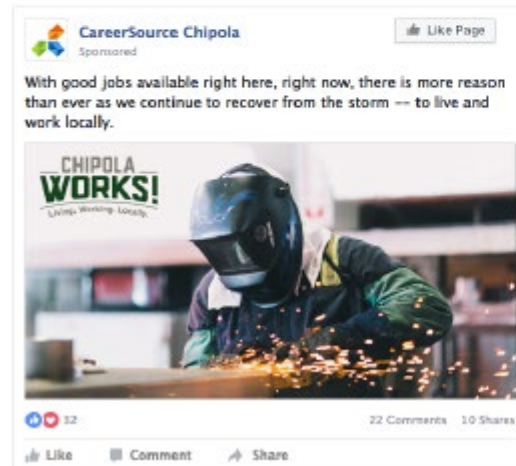 CareerSource Chipola
Like Page
Sponsored
With good jobs available right here, right now, there is more reason
than ever as we continue to recover from the storm -- to live and
work locally.
CHIPOLA
WORKS!
Living. Working. Locally.
32
22 Comments 10 Shares
Like Comment Share